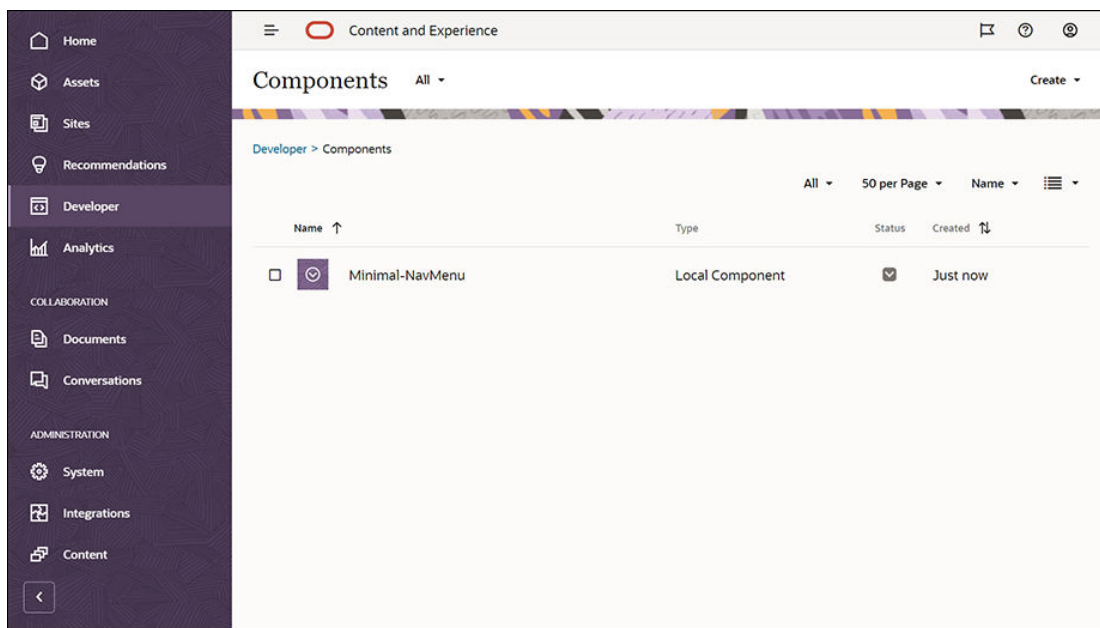 Home
Assets
Sites
Recommendations
Developer
Analytics
COLLABORATION
Documents
Conversations
ADMINISTRATION
System
Integrations
Content
Content and Experience
Components All
Create
Developer > Components
All 50 per Page Name
Name Type Status Created
Minimal-NavMenu Local Component Just now